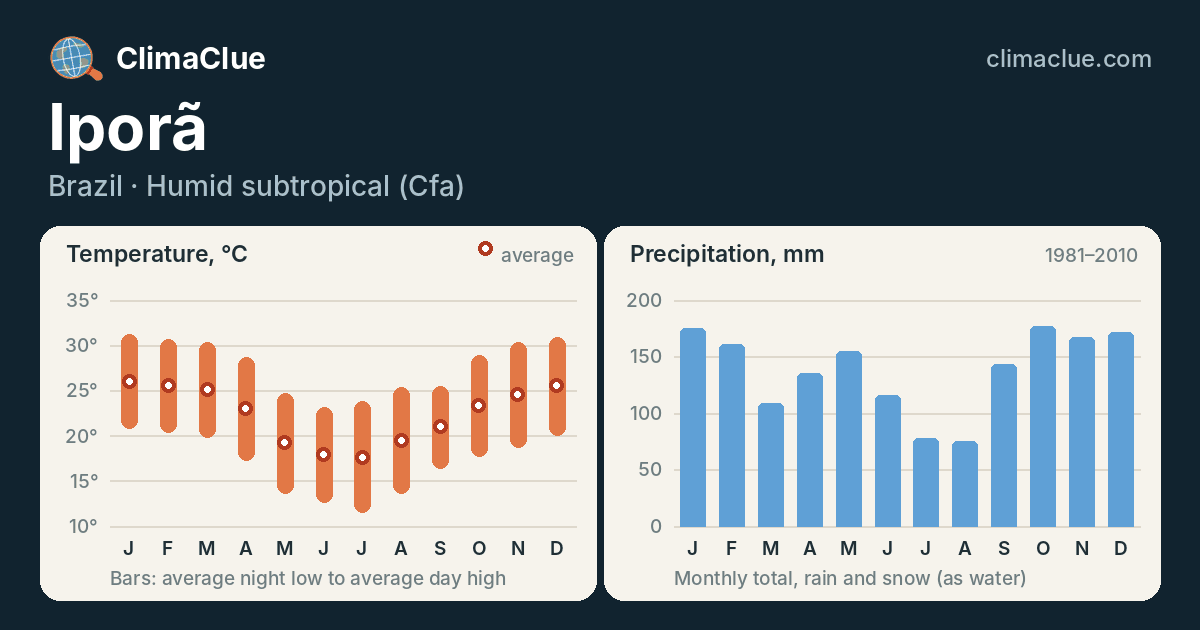 ClimaClue
climaclue.com
Iporã
Brazil · Humid subtropical (Cfa)
Temperature, °C
average
35°
30°
25°
20°
15°
10°
J F M A M J J A S O N D
Bars: average night low to average day high
Precipitation, mm
1981–2010
200
150
100
50
0
J F M A M J J A S O N D
Monthly total, rain and snow (as water)